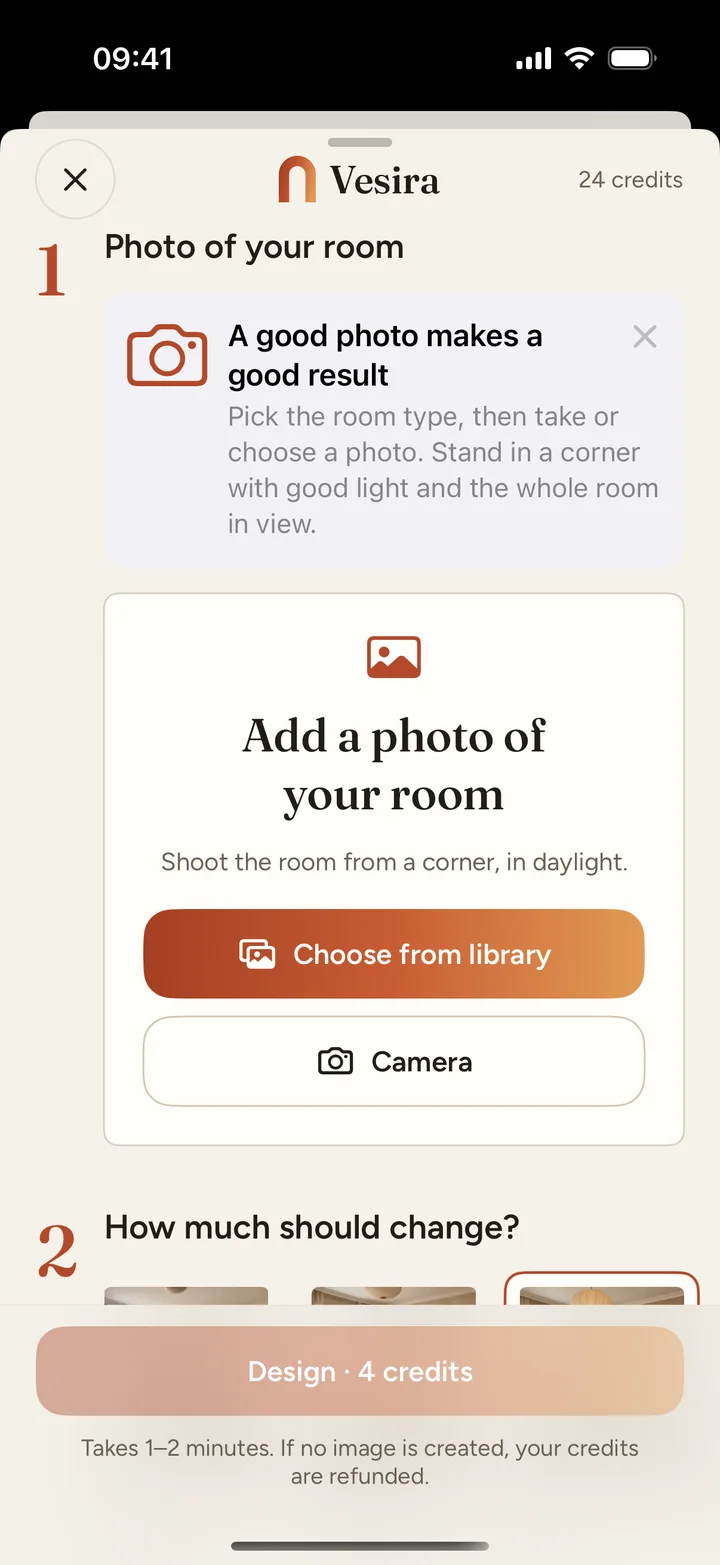 09:41
Vesira
24 credits
1
Photo of your room
A good photo makes a
good result
Pick the room type, then take or
choose a photo. Stand in a corner
with good light and the whole room
in view.
Add a photo of
your room
Shoot the room from a corner, in daylight.
Choose from library
Camera
2
How much should change?
Design · 4 credits
Takes 1–2 minutes. If no image is created, your credits
are refunded.